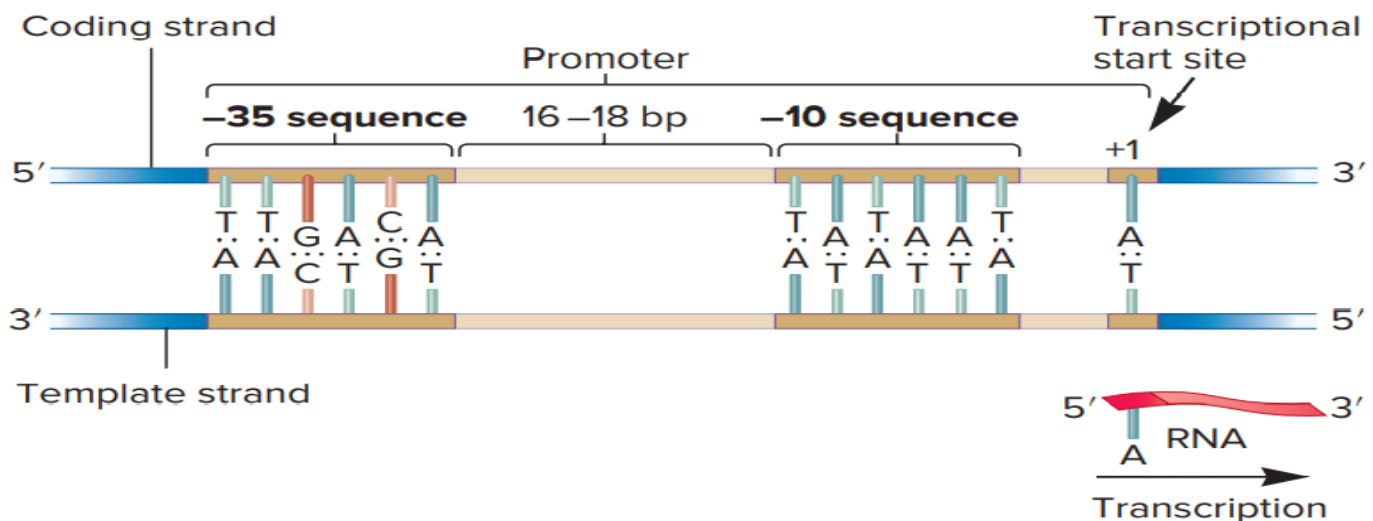 Coding strand
Transcriptional
start site
Promoter
–35 sequence
16 –18 bp
–10 sequence
+1
5′
3′
T T G A C A
T A T A A T
A
A A C T G T
A T A T T A
T
3′
5′
Template strand
5′
3′
RNA
A
Transcription